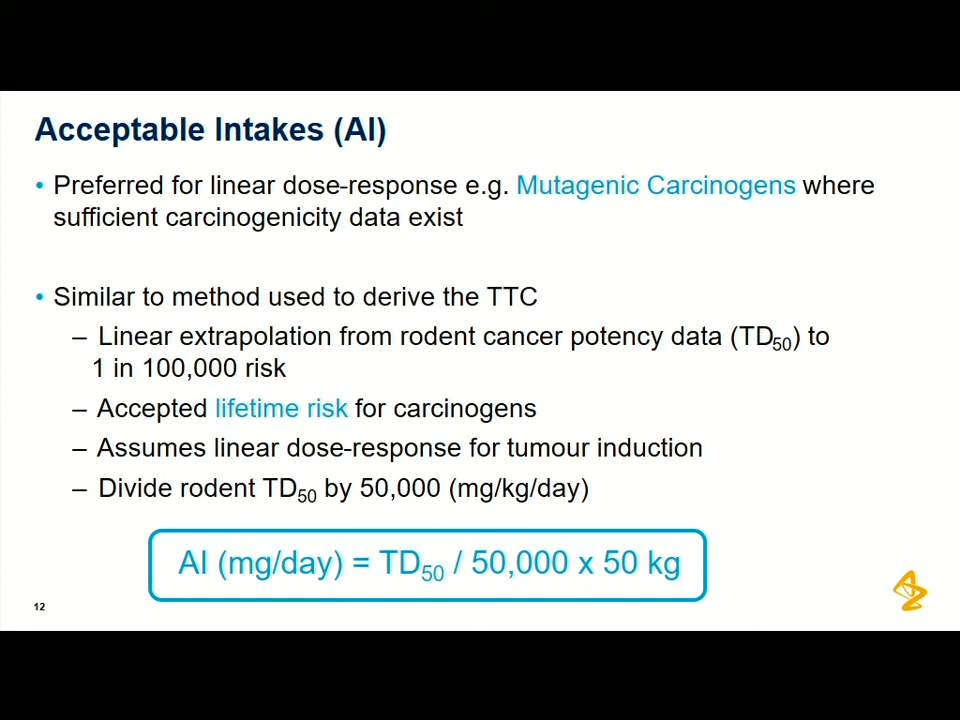 Acceptable Intakes (AI)
• Preferred for linear dose-response e.g. Mutagenic Carcinogens where
sufficient carcinogenicity data exist
• Similar to method used to derive the TTC
– Linear extrapolation from rodent cancer potency data (TD50) to
1 in 100,000 risk
– Accepted lifetime risk for carcinogens
– Assumes linear dose-response for tumour induction
– Divide rodent TD50 by 50,000 (mg/kg/day)
AI (mg/day) = TD50 / 50,000 x 50 kg
12